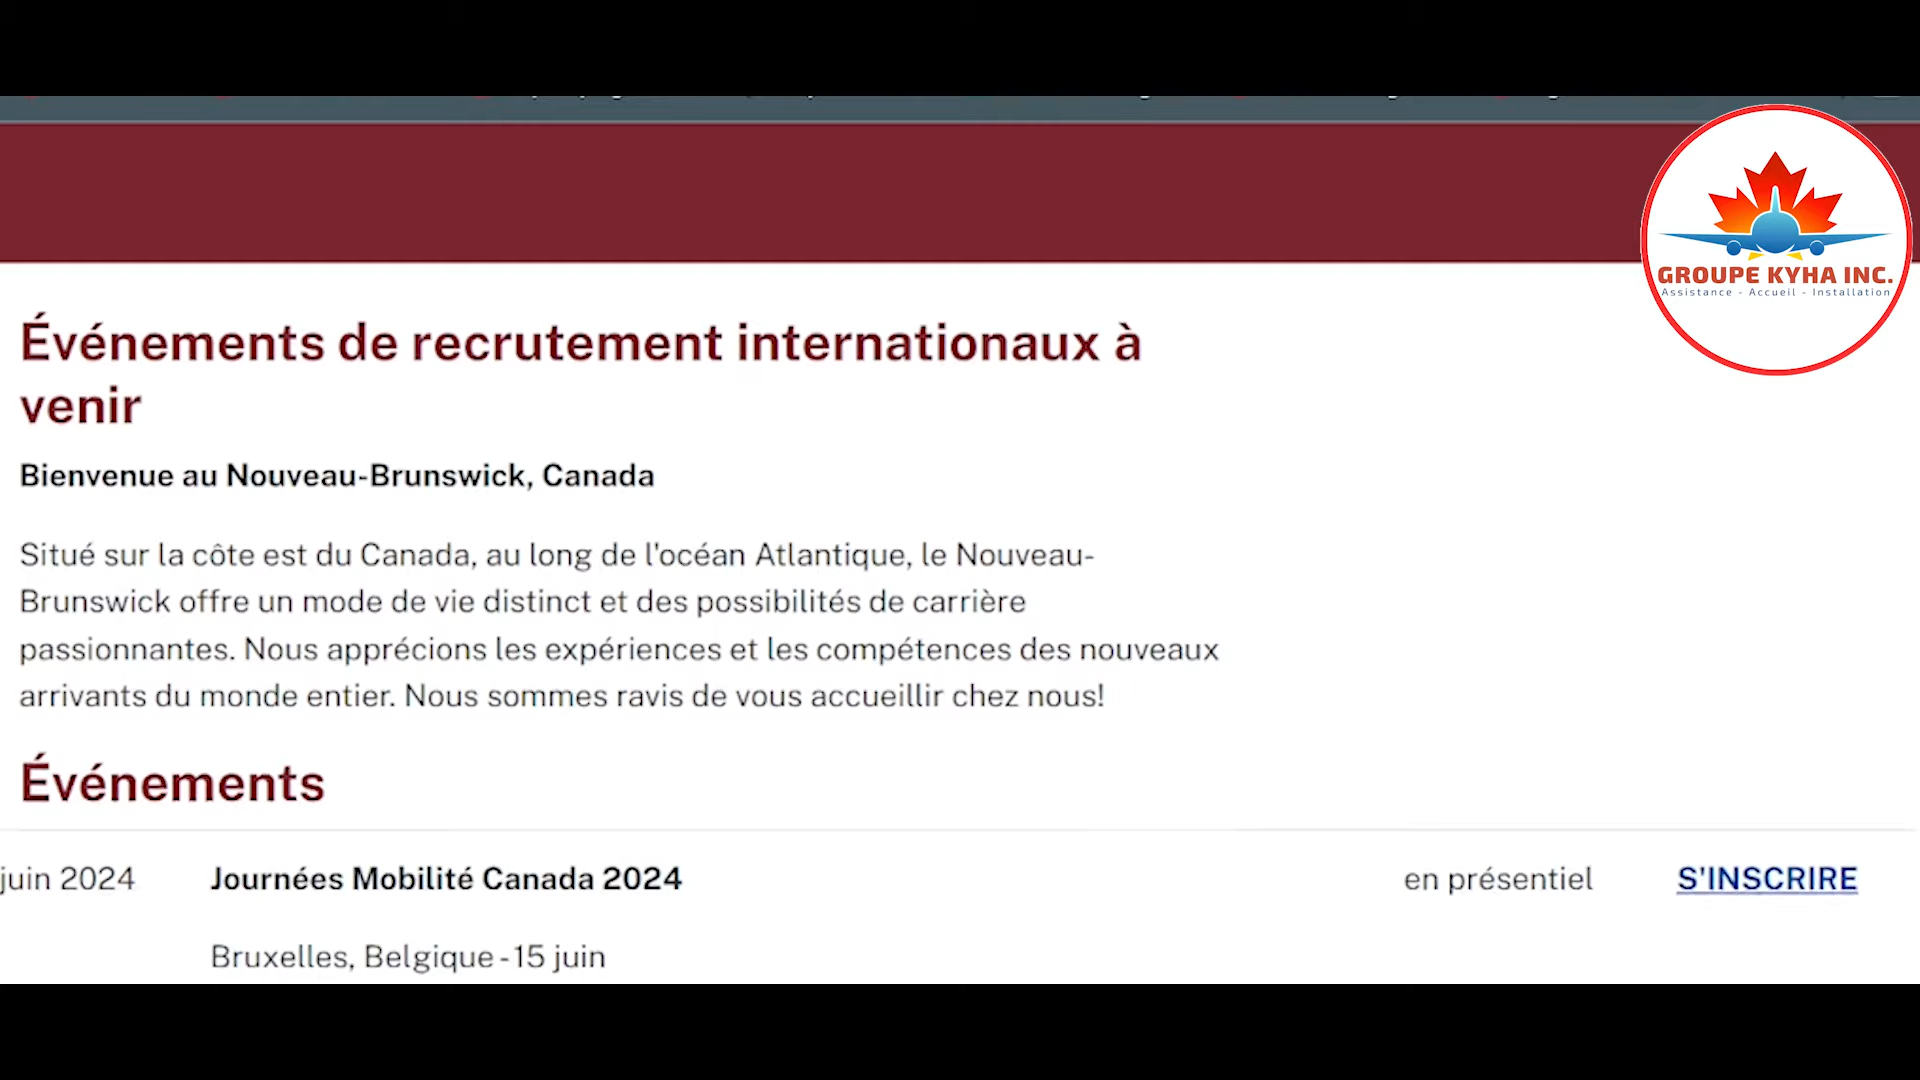 GROUPE KYHA INC.
Assistance - Accueil - Installation
Événements de recrutement internationaux à
venir
Bienvenue au Nouveau-Brunswick, Canada
Situé sur la côte est du Canada, au long de l'océan Atlantique, le Nouveau-
Brunswick offre un mode de vie distinct et des possibilités de carrière
passionnantes. Nous apprécions les expériences et les compétences des nouveaux
arrivants du monde entier. Nous sommes ravis de vous accueillir chez nous!
Événements
juin 2024 Journées Mobilité Canada 2024 en présentiel S'INSCRIRE
Bruxelles, Belgique - 15 juin